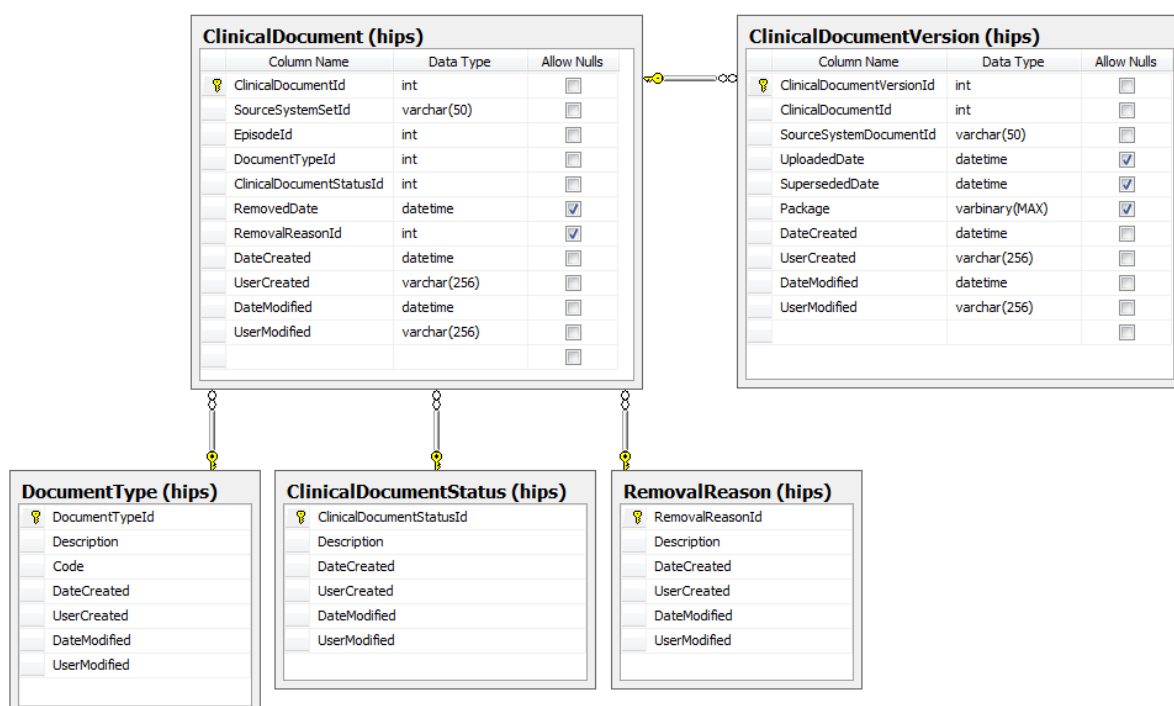 ClinicalDocument (hips)
Column Name Data Type Allow Nulls
ClinicalDocumentId int
SourceSystemSetId varchar(50)
EpisodeId int
DocumentTypeId int
ClinicalDocumentStatusId int
RemovedDate datetime
RemovalReasonId int
DateCreated datetime
UserCreated varchar(256)
DateModified datetime
UserModified varchar(256)
ClinicalDocumentVersion (hips)
Column Name Data Type Allow Nulls
ClinicalDocumentVersionId int
ClinicalDocumentId int
SourceSystemDocumentId varchar(50)
UploadedDate datetime
SupersededDate datetime
Package varbinary(MAX)
DateCreated datetime
UserCreated varchar(256)
DateModified datetime
UserModified varchar(256)
DocumentType (hips)
DocumentTypeId
Description
Code
DateCreated
UserCreated
DateModified
UserModified
ClinicalDocumentStatus (hips)
ClinicalDocumentStatusId
Description
DateCreated
UserCreated
DateModified
UserModified
RemovalReason (hips)
RemovalReasonId
Description
DateCreated
UserCreated
DateModified
UserModified